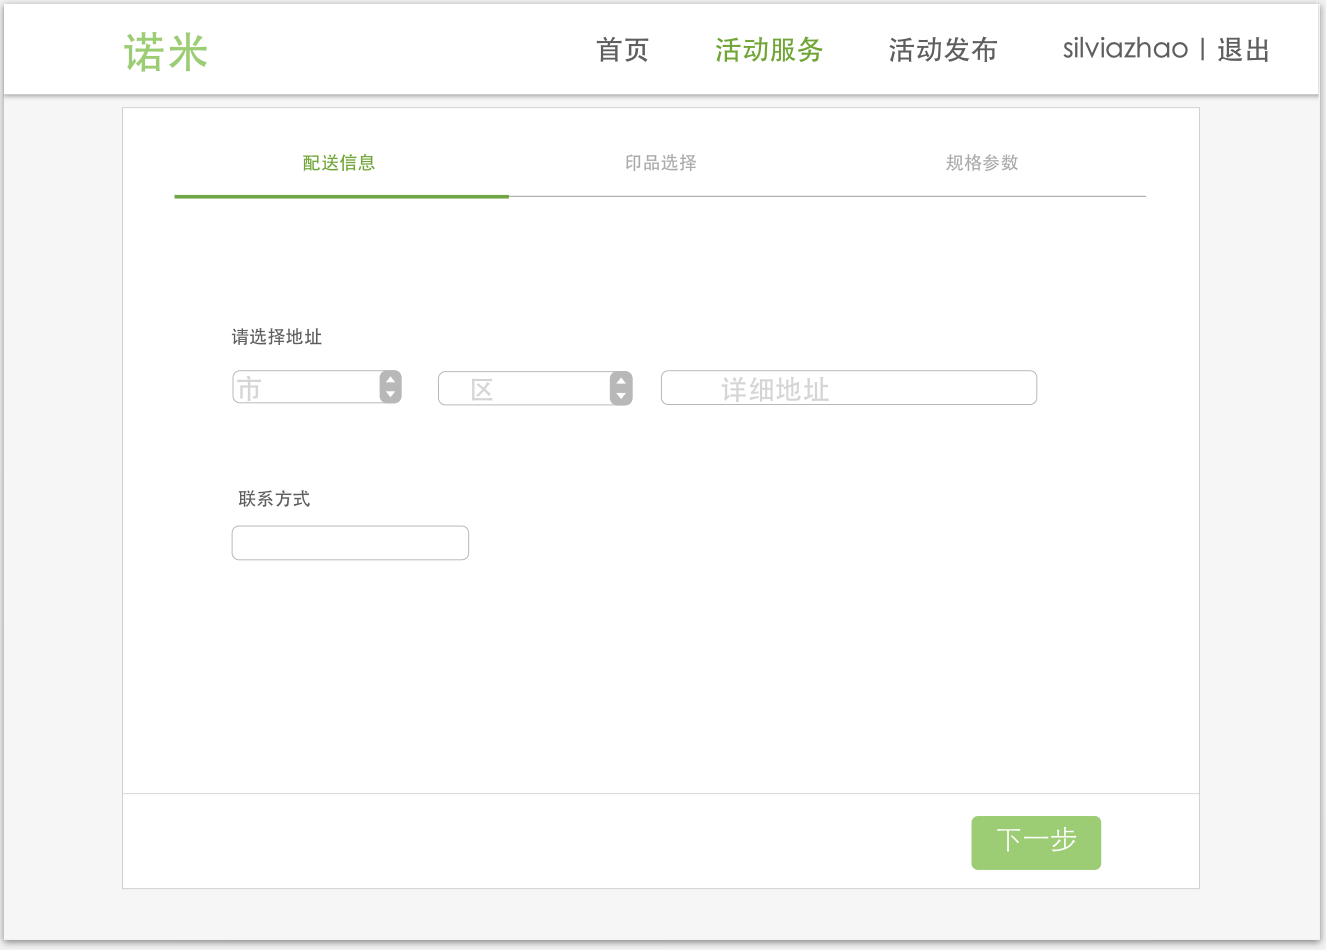 诺米 首页 活动服务 活动发布 silviazhao | 退出
配送信息 印品选择 规格参数
请选择地址
市 区 详细地址
联系方式
下一步